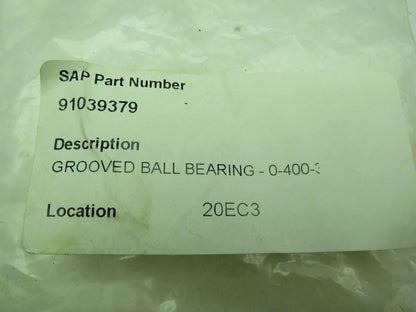 SAP Part Number
91039379
Description
GROOVED BALL BEARING - 0-400-
Location 20EC3